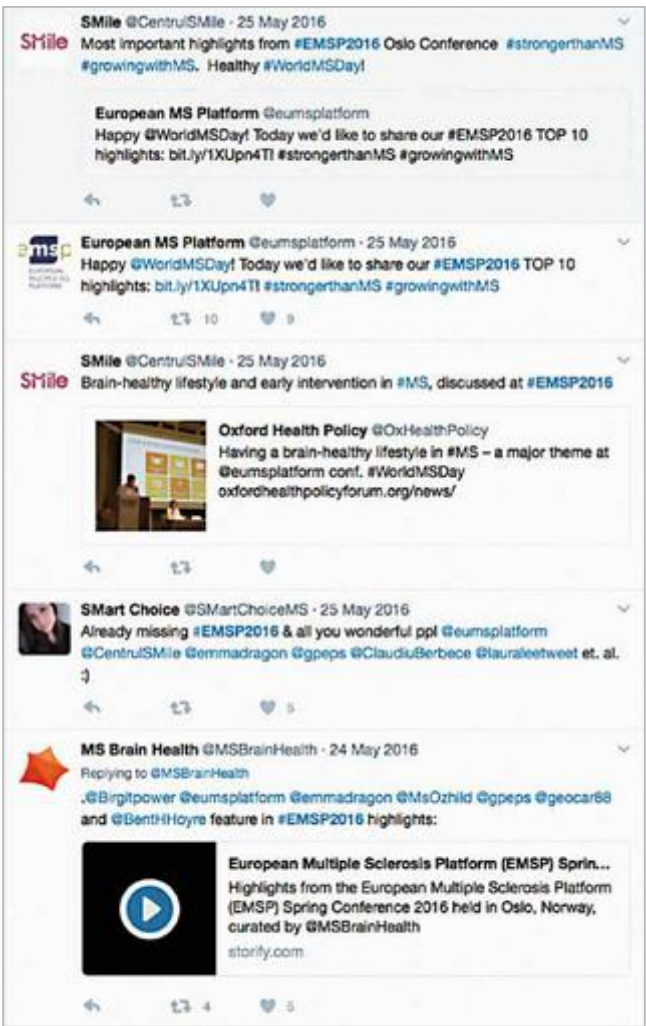 SMile @CentrulSMile · 25 May 2016
SMile
Most important highlights from #EMSP2016 Oslo Conference #strongerthanMS
#growingwithMS. Healthy #WorldMSDay!
European MS Platform @eumsplatform
Happy @WorldMSDay! Today we'd like to share our #EMSP2016 TOP 10
highlights: bit.ly/1XUpn4T! #strongerthanMS #growingwithMS
European MS Platform @eumsplatform · 25 May 2016
emsp
Happy @WorldMSDay! Today we'd like to share our #EMSP2016 TOP 10
highlights: bit.ly/1XUpn4T! #strongerthanMS #growingwithMS
10 9
SMile @CentrulSMile · 25 May 2016
SMile
Brain-healthy lifestyle and early intervention in #MS, discussed at #EMSP2016
Oxford Health Policy @OxHealthPolicy
Having a brain-healthy lifestyle in #MS – a major theme at
@eumsplatform conf. #WorldMSDay
oxfordhealthpolicyforum.org/news/
SMart Choice @SMartChoiceMS · 25 May 2016
Already missing #EMSP2016 & all you wonderful ppl @eumsplatform
@CentrulSMile @emmadragon @gpeps @ClaudiuBerbece @lauraleetweet et. al.
:)
5
MS Brain Health @MSBrainHealth · 24 May 2016
Replying to @MSBrainHealth
.@Birgitpower @eumsplatform @emmadragon @MsOzhild @gpeps @geocar68
and @BentHHoyre feature in #EMSP2016 highlights:
European Multiple Sclerosis Platform (EMSP) Sprin...
Highlights from the European Multiple Sclerosis Platform
(EMSP) Spring Conference 2016 held in Oslo, Norway,
curated by @MSBrainHealth
storify.com
4 5